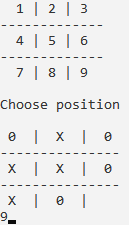 1 | 2 | 3
---------------
4 | 5 | 6
---------------
7 | 8 | 9
Choose position
0 | X | 0
---------------
X | X | 0
---------------
X | 0 |
9